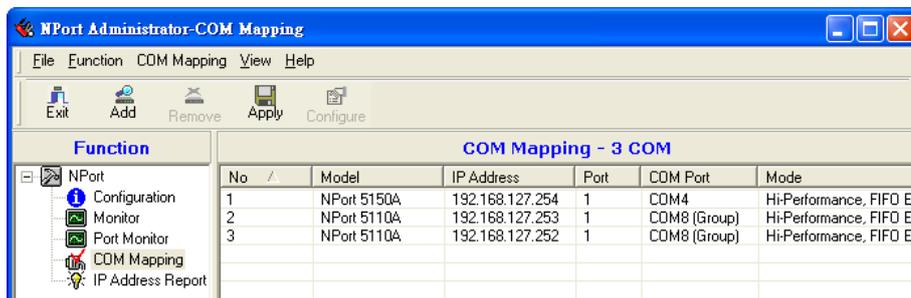 NPort Administrator-COM Mapping
File Function COM Mapping View Help
Exit Add Remove Apply Configure
Function
COM Mapping - 3 COM
NPort
Configuration
Monitor
Port Monitor
COM Mapping
IP Address Report
No Model IP Address Port COM Port Mode
1 NPort 5150A 192.168.127.254 1 COM4 Hi-Performance, FIFO E
2 NPort 5110A 192.168.127.253 1 COM8 (Group) Hi-Performance, FIFO E
3 NPort 5110A 192.168.127.252 1 COM8 (Group) Hi-Performance, FIFO E